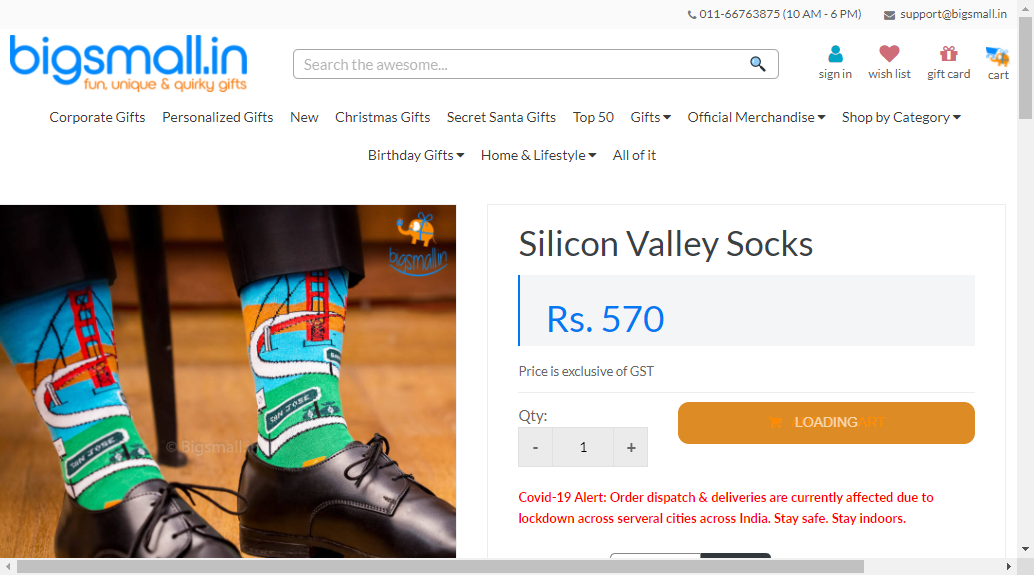 011-66763875 (10 AM - 6 PM) support@bigsmall.in
bigsmall.in
fun, unique & quirky gifts
Search the awesome...
sign in wish list gift card cart
Corporate Gifts Personalized Gifts New Christmas Gifts Secret Santa Gifts Top 50 Gifts Official Merchandise Shop by Category
Birthday Gifts Home & Lifestyle All of it
bigsmall.in
SAN JOSE
SAN JOSE
© Bigsmall.in
Silicon Valley Socks
Rs. 570
Price is exclusive of GST
Qty:
- 1 +
LOADING
Covid-19 Alert: Order dispatch & deliveries are currently affected due to
lockdown across serveral cities across India. Stay safe. Stay indoors.